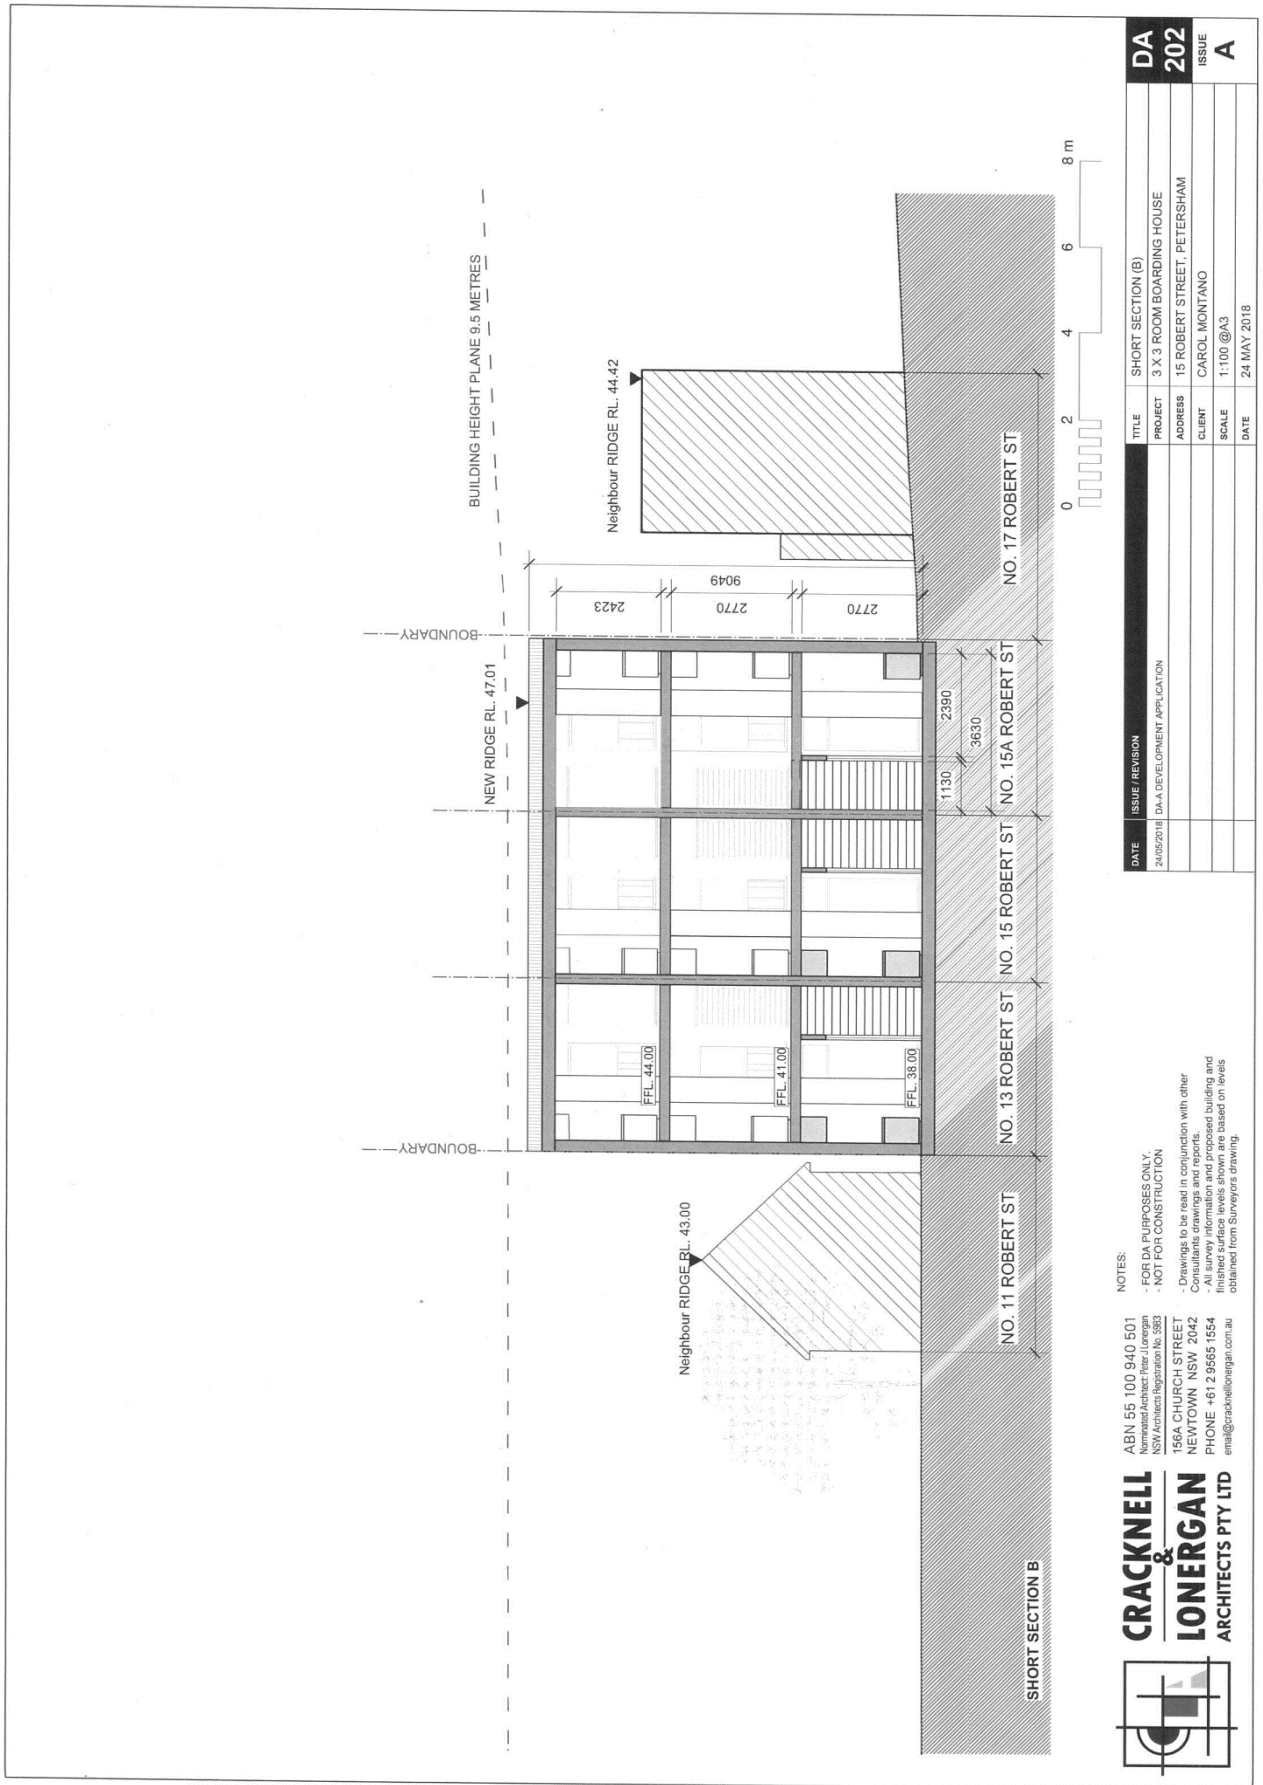 BUILDING HEIGHT PLANE 9.5 METRES
NEW RIDGE RL. 47.01
Neighbour RIDGE RL. 44.42
Neighbour RIDGE RL. 43.00
BOUNDARY
BOUNDARY
2423
2770
2770
9049
FFL. 44.00
FFL. 41.00
FFL. 38.00
1130
2390
3630
NO. 11 ROBERT ST
NO. 13 ROBERT ST
NO. 15 ROBERT ST
NO. 15A ROBERT ST
NO. 17 ROBERT ST
SHORT SECTION B
0 2 4 6 8 m
CRACKNELL
&
LONERGAN
ARCHITECTS PTY LTD
ABN 55 100 940 501
Nominated Architect: Peter J Lonergan
NSW Architects Registration No. 5983
156A CHURCH STREET
NEWTOWN NSW 2042
PHONE +61 2 9565 1554
email@cracknelllonergan.com.au
NOTES:
- FOR DA PURPOSES ONLY.
- NOT FOR CONSTRUCTION
- Drawings to be read in conjunction with other
Consultants drawings and reports.
- All survey information and proposed building and
finished surface levels shown are based on levels
obtained from Surveyors drawing.
DATE ISSUE / REVISION
24/05/2018 DA-A DEVELOPMENT APPLICATION
TITLE SHORT SECTION (B)
PROJECT 3 X 3 ROOM BOARDING HOUSE
ADDRESS 15 ROBERT STREET, PETERSHAM
CLIENT CAROL MONTANO
SCALE 1:100 @A3
DATE 24 MAY 2018
DA
202
ISSUE
A